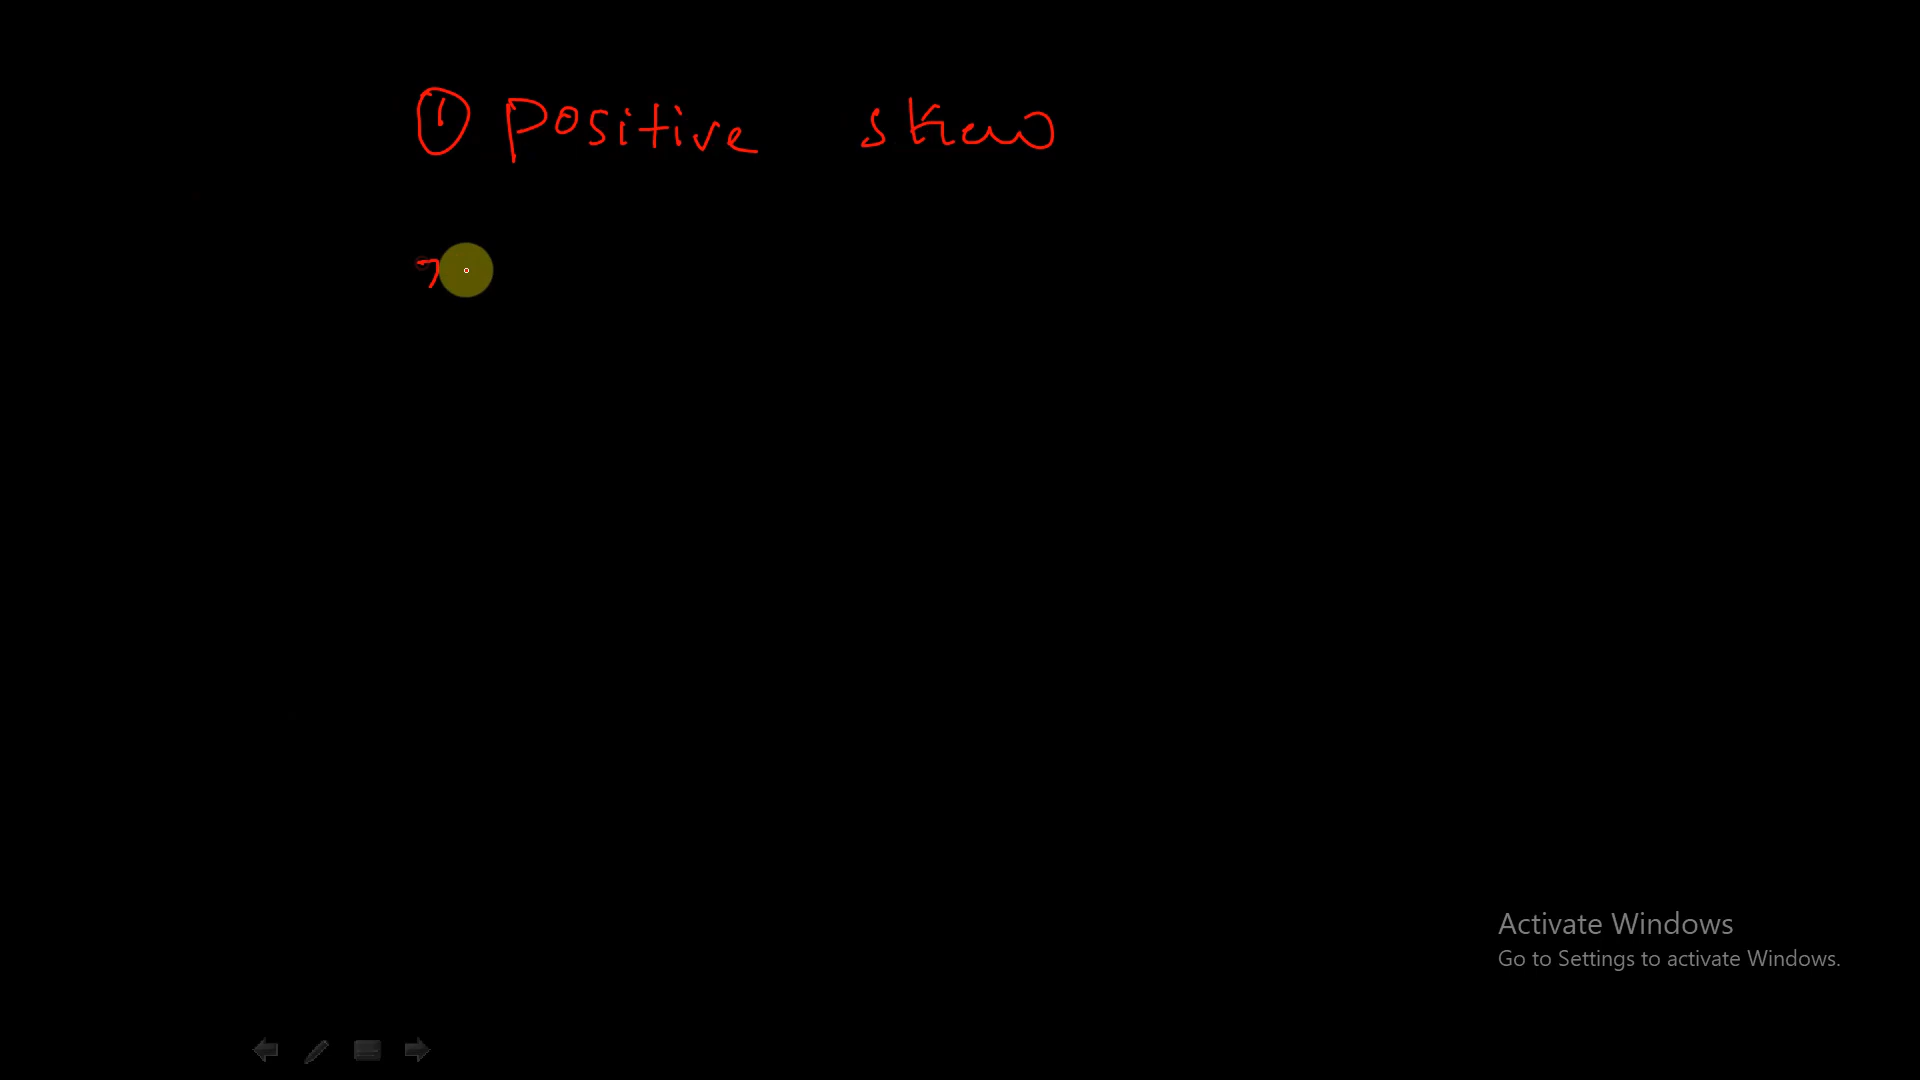 ① Positive skew
Activate Windows
Go to Settings to activate Windows.